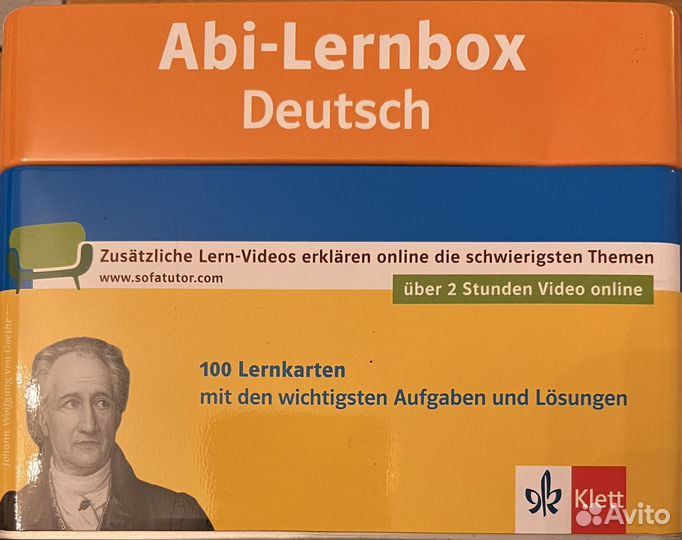 Abi-Lernbox
Deutsch
Zusätzliche Lern-Videos erklären online die schwierigsten Themen
www.sofatutor.com
über 2 Stunden Video online
Johann Wolfgang von Goethe
100 Lernkarten
mit den wichtigsten Aufgaben und Lösungen
Klett
Avito